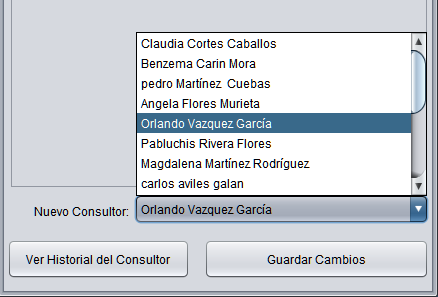 Claudia Cortes Caballos
Benzema Carin Mora
pedro Martínez  Cuebas
Angela Flores Murieta
Orlando Vazquez García
Pabluchis Rivera Flores
Magdalena Martínez Rodríguez
carlos aviles galan
Nuevo Consultor: Orlando Vazquez García
Ver Historial del Consultor Guardar Cambios